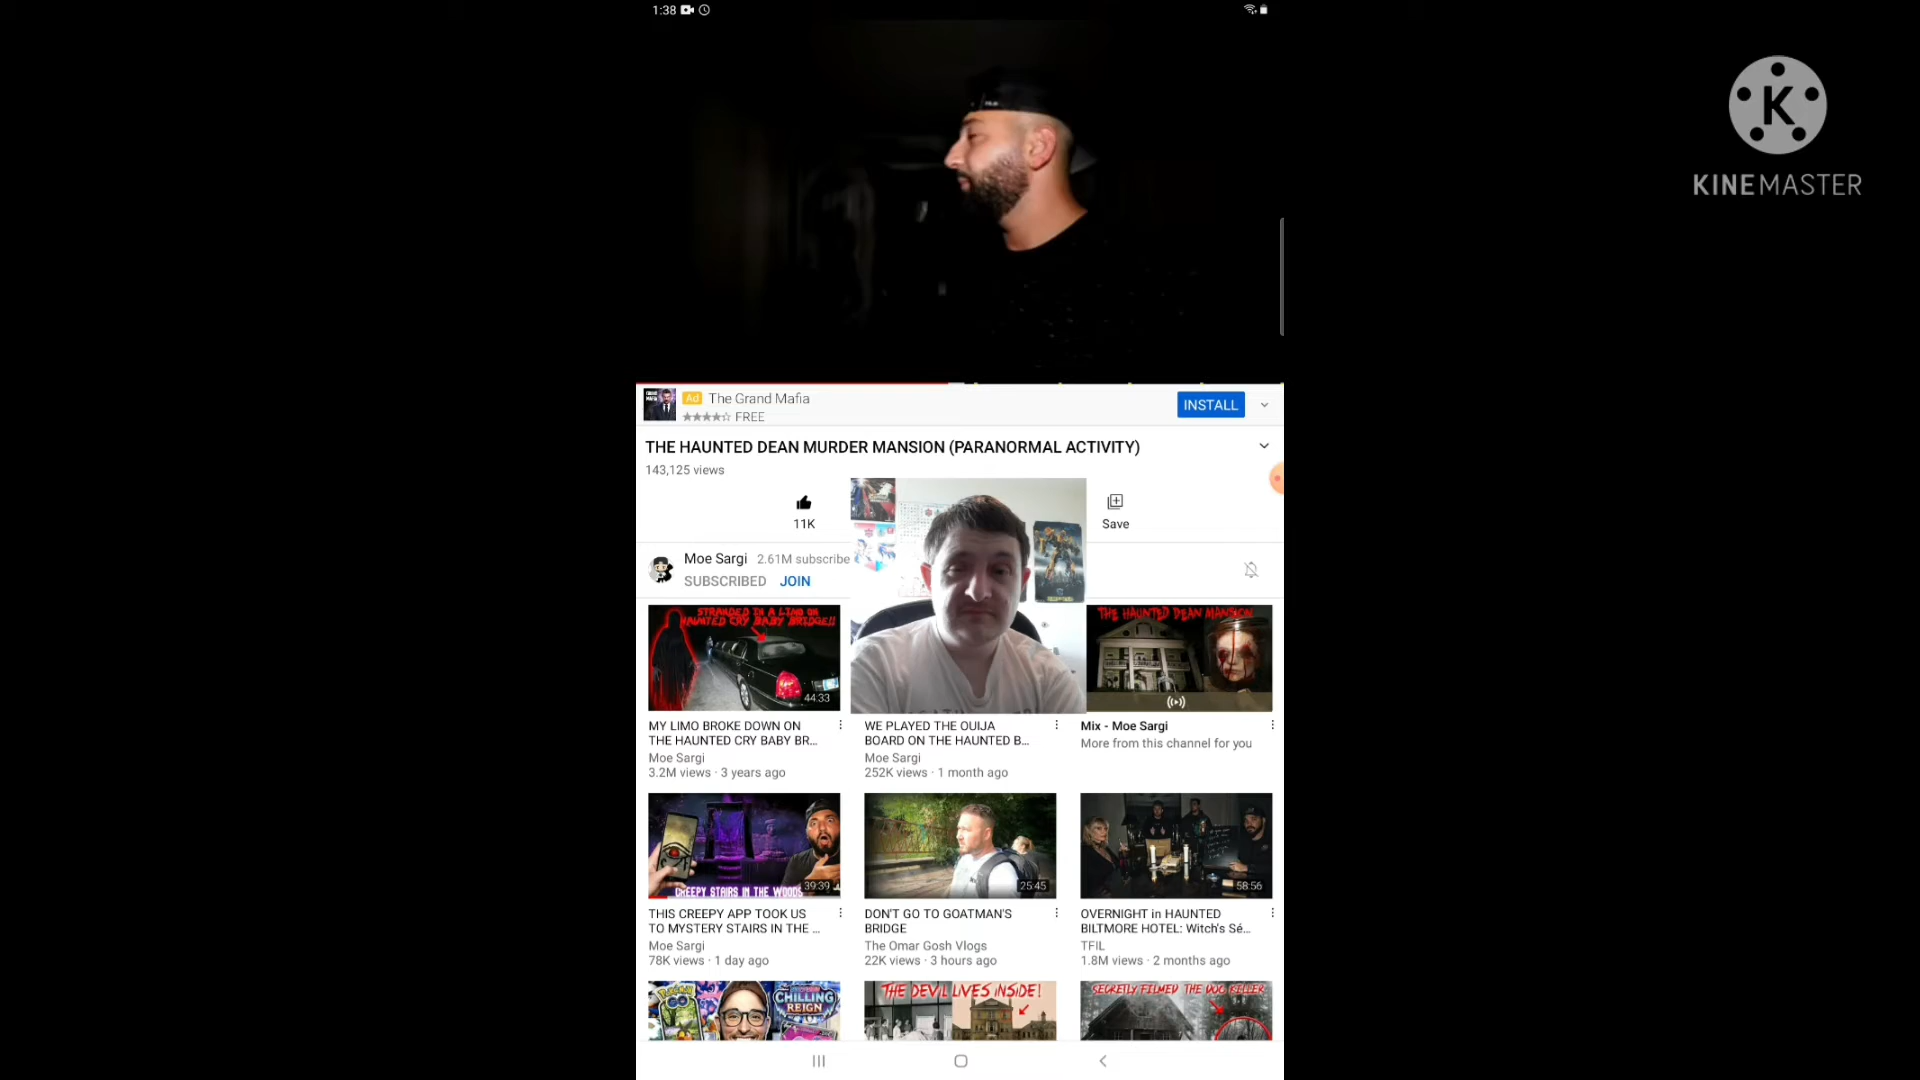 1:38
KINEMASTER
Ad The Grand Mafia
FREE
INSTALL
THE HAUNTED DEAN MURDER MANSION (PARANORMAL ACTIVITY)
143,125 views
11K
Save
Moe Sargi 2.61M subscribe
SUBSCRIBED JOIN
STRANDED IN A LIMO ON
HAUNTED CRY BABY BRIDGE!!
44:33
THE HAUNTED DEAN MANSION
MY LIMO BROKE DOWN ON
THE HAUNTED CRY BABY BR...
Moe Sargi
3.2M views · 3 years ago
WE PLAYED THE OUIJA
BOARD ON THE HAUNTED B...
Moe Sargi
252K views · 1 month ago
Mix - Moe Sargi
More from this channel for you
CREEPY STAIRS IN THE WOODS
39:39
25:45
58:56
THIS CREEPY APP TOOK US
TO MYSTERY STAIRS IN THE ...
Moe Sargi
78K views · 1 day ago
DON'T GO TO GOATMAN'S
BRIDGE
The Omar Gosh Vlogs
22K views · 3 hours ago
OVERNIGHT in HAUNTED
BILTMORE HOTEL: Witch's Sé...
TFIL
1.8M views · 2 months ago
POKÉMON
GO
CHILLING
REIGN
THE DEVIL LIVES INSIDE!
SECRETLY FILMED THE